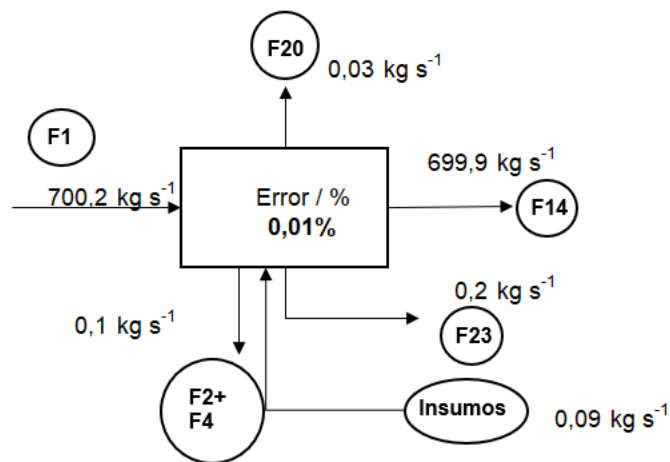 F20
0,03 kg s⁻¹
F1
700,2 kg s⁻¹
Error / %
0,01%
699,9 kg s⁻¹
F14
0,1 kg s⁻¹
0,2 kg s⁻¹
F23
F2+
F4
Insumos
0,09 kg s⁻¹